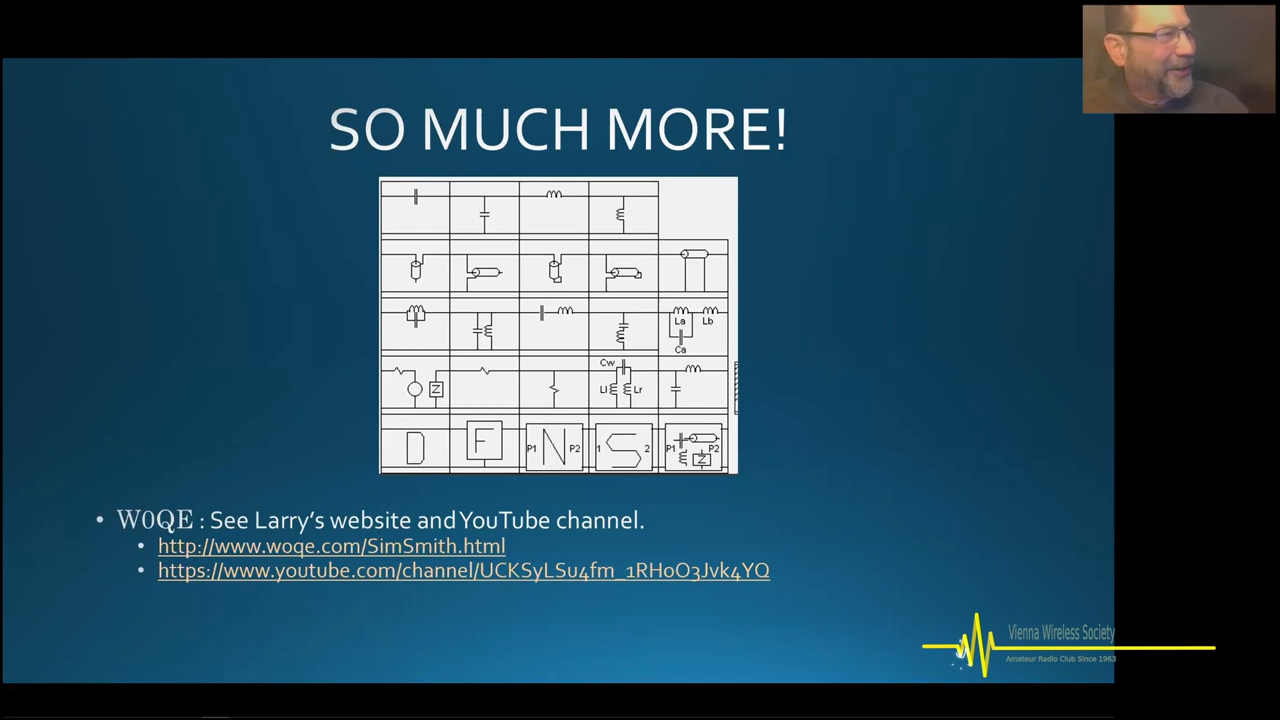 SO MUCH MORE!
La Lb
Ca
Cw
Z Ll Lr
D F P1 N P2 1 S 2 P1 P2
Z
• W0QE : See Larry's website and YouTube channel.
• http://www.w0qe.com/SimSmith.html
• https://www.youtube.com/channel/UCKSyLSu4fm_1RHoO3Jvk4YQ
Vienna Wireless Society
Amateur Radio Club Since 1963